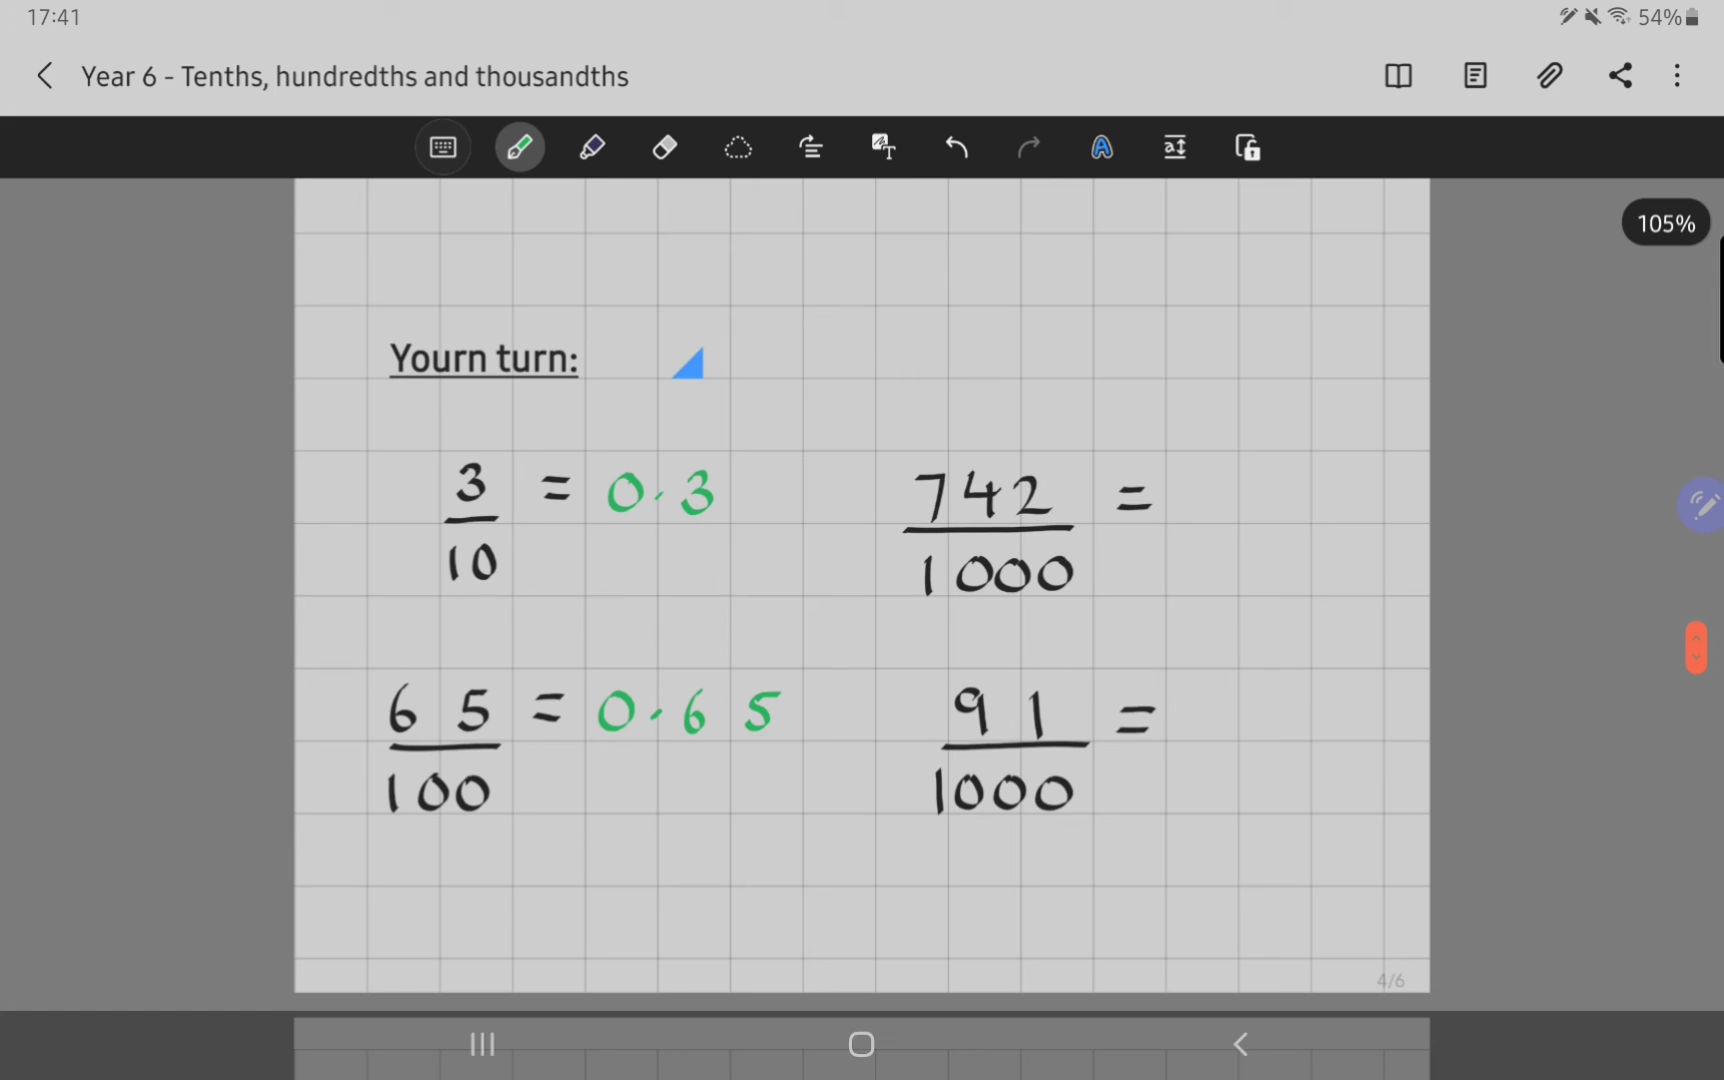 17:41
54%
Year 6 - Tenths, hundredths and thousandths
105%
Yourn turn:
3/10 = 0.3
742/1000 =
65/100 = 0.65
91/1000 =
4/6